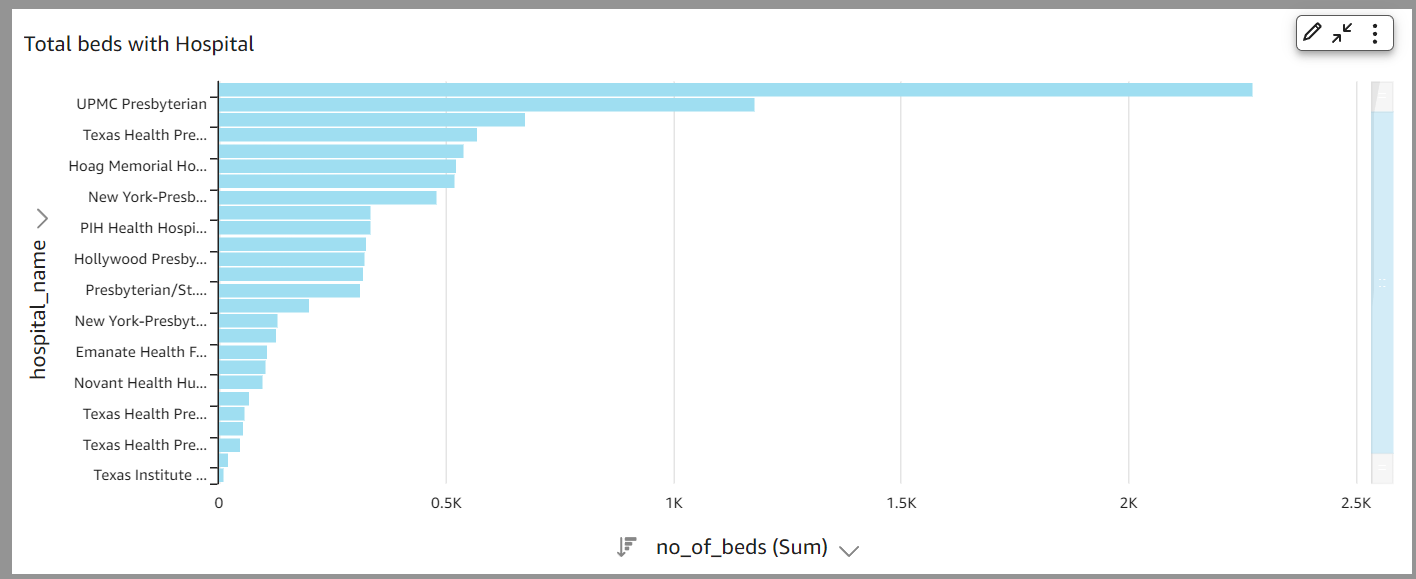 Total beds with Hospital
UPMC Presbyterian
Texas Health Pre...
Hoag Memorial Ho...
New York-Presb...
PIH Health Hospi...
Hollywood Presby...
Presbyterian/St....
New York-Presbyt...
Emanate Health F...
Novant Health Hu...
Texas Health Pre...
Texas Health Pre...
Texas Institute ...
hospital_name
0 0.5K 1K 1.5K 2K 2.5K
no_of_beds (Sum)